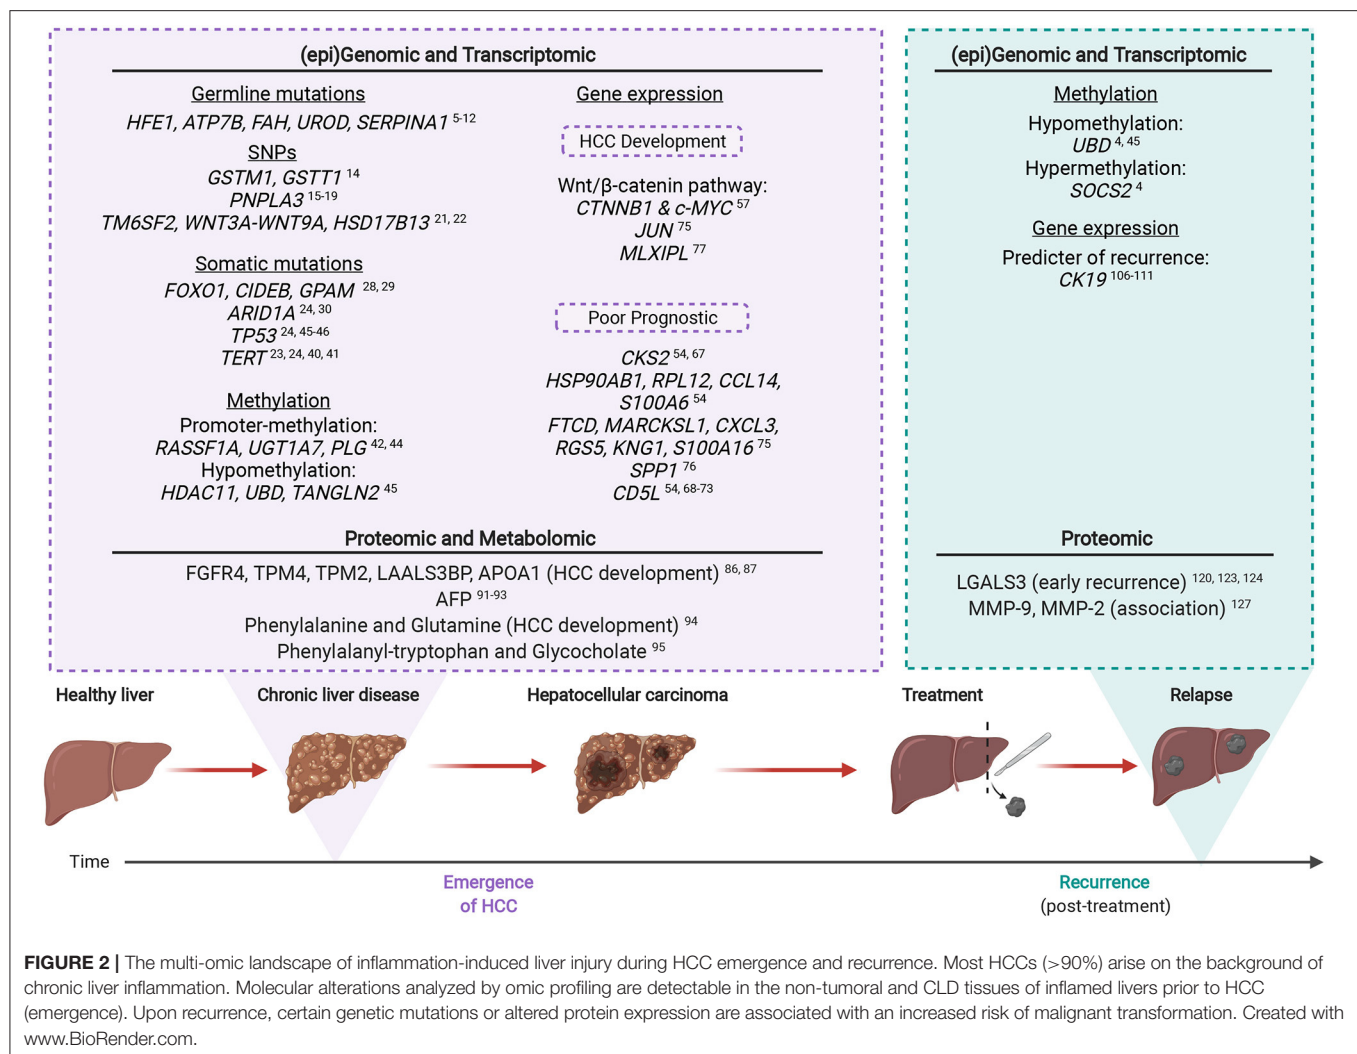 (epi)Genomic and Transcriptomic
Germline mutations
HFE1, ATP7B, FAH, UROD, SERPINA1 5-12
SNPs
GSTM1, GSTT1 14
PNPLA3 15-19
TM6SF2, WNT3A-WNT9A, HSD17B13 21, 22
Somatic mutations
FOXO1, CIDEB, GPAM 28, 29
ARID1A 24, 30
TP53 24, 45-46
TERT 23, 24, 40, 41
Methylation
Promoter-methylation:
RASSF1A, UGT1A7, PLG 42, 44
Hypomethylation:
HDAC11, UBD, TANGLN2 45
Gene expression
HCC Development
Wnt/β-catenin pathway:
CTNNB1 & c-MYC 57
JUN 75
MLXIPL 77
Poor Prognostic
CKS2 54, 67
HSP90AB1, RPL12, CCL14,
S100A6 54
FTCD, MARCKSL1, CXCL3,
RGS5, KNG1, S100A16 75
SPP1 76
CD5L 54, 68-73
Proteomic and Metabolomic
FGFR4, TPM4, TPM2, LAALS3BP, APOA1 (HCC development) 86, 87
AFP 91-93
Phenylalanine and Glutamine (HCC development) 94
Phenylalanyl-tryptophan and Glycocholate 95
(epi)Genomic and Transcriptomic
Methylation
Hypomethylation:
UBD 4, 45
Hypermethylation:
SOCS2 4
Gene expression
Predicter of recurrence:
CK19 106-111
Proteomic
LGALS3 (early recurrence) 120, 123, 124
MMP-9, MMP-2 (association) 127
Healthy liver
Chronic liver disease
Hepatocellular carcinoma
Treatment
Relapse
Time
Emergence
of HCC
Recurrence
(post-treatment)
FIGURE 2 | The multi-omic landscape of inflammation-induced liver injury during HCC emergence and recurrence. Most HCCs (>90%) arise on the background of
chronic liver inflammation. Molecular alterations analyzed by omic profiling are detectable in the non-tumoral and CLD tissues of inflamed livers prior to HCC
(emergence). Upon recurrence, certain genetic mutations or altered protein expression are associated with an increased risk of malignant transformation. Created with
www.BioRender.com.